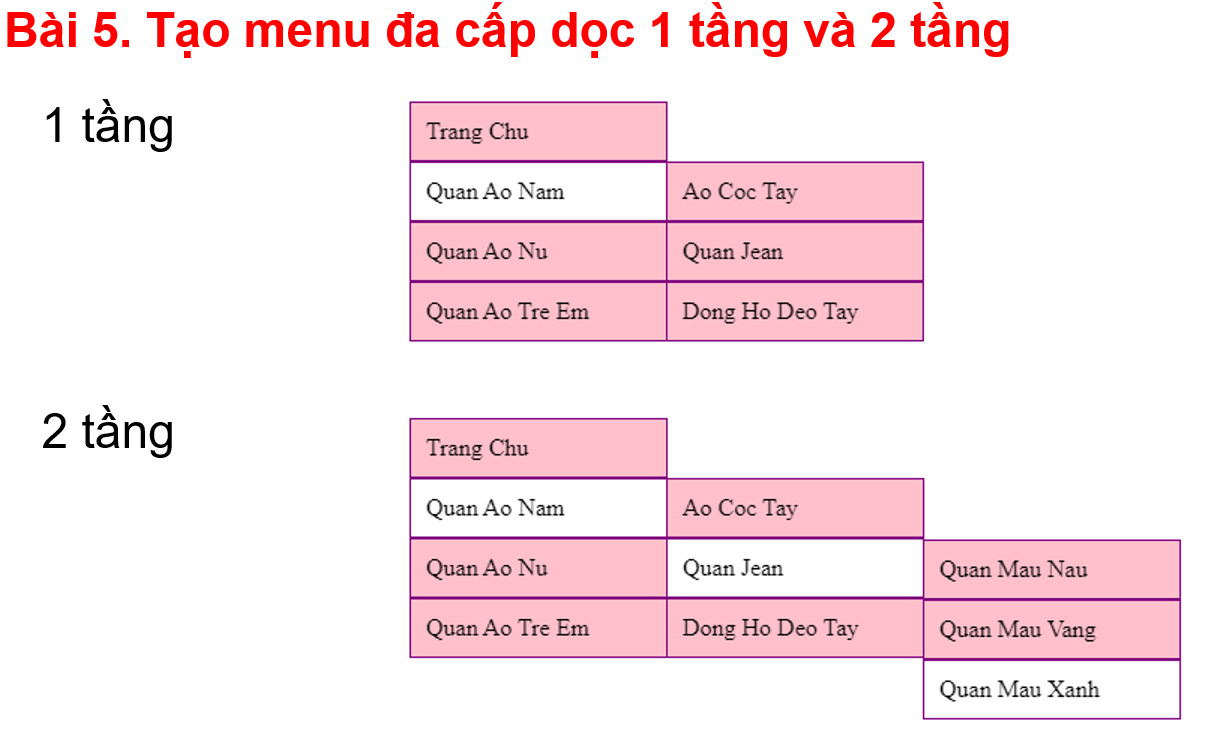 Bài 5. Tạo menu đa cấp dọc 1 tầng và 2 tầng
1 tầng
Trang Chu
Quan Ao Nam Ao Coc Tay
Quan Ao Nu Quan Jean
Quan Ao Tre Em Dong Ho Deo Tay
2 tầng
Trang Chu
Quan Ao Nam Ao Coc Tay
Quan Ao Nu Quan Jean Quan Mau Nau
Quan Ao Tre Em Dong Ho Deo Tay Quan Mau Vang
Quan Mau Xanh